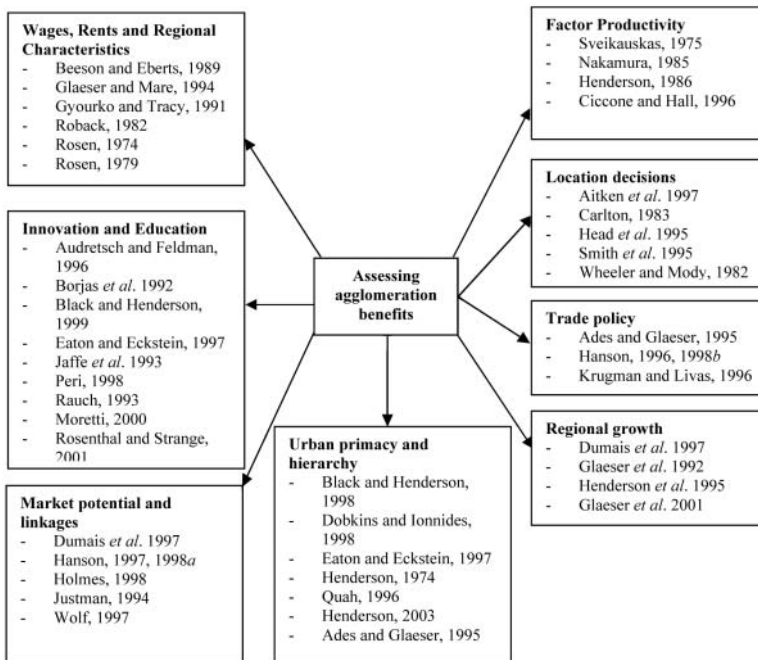 Wages, Rents and Regional
Characteristics
- Beeson and Eberts, 1989
- Glaeser and Mare, 1994
- Gyourko and Tracy, 1991
- Roback, 1982
- Rosen, 1974
- Rosen, 1979
Innovation and Education
- Audretsch and Feldman,
1996
- Borjas et al. 1992
- Black and Henderson,
1999
- Eaton and Eckstein, 1997
- Jaffe et al. 1993
- Peri, 1998
- Rauch, 1993
- Moretti, 2000
- Rosenthal and Strange,
2001
Market potential and
linkages
- Dumais et al. 1997
- Hanson, 1997, 1998a
- Holmes, 1998
- Justman, 1994
- Wolf, 1997
Assessing
agglomeration
benefits
Urban primacy and
hierarchy
- Black and Henderson,
1998
- Dobkins and Ionnides,
1998
- Eaton and Eckstein, 1997
- Henderson, 1974
- Quah, 1996
- Henderson, 2003
- Ades and Glaeser, 1995
Factor Productivity
- Sveikauskas, 1975
- Nakamura, 1985
- Henderson, 1986
- Ciccone and Hall, 1996
Location decisions
- Aitken et al. 1997
- Carlton, 1983
- Head et al. 1995
- Smith et al. 1995
- Wheeler and Mody, 1982
Trade policy
- Ades and Glaeser, 1995
- Hanson, 1996, 1998b
- Krugman and Livas, 1996
Regional growth
- Dumais et al. 1997
- Glaeser et al. 1992
- Henderson et al. 1995
- Glaeser et al. 2001